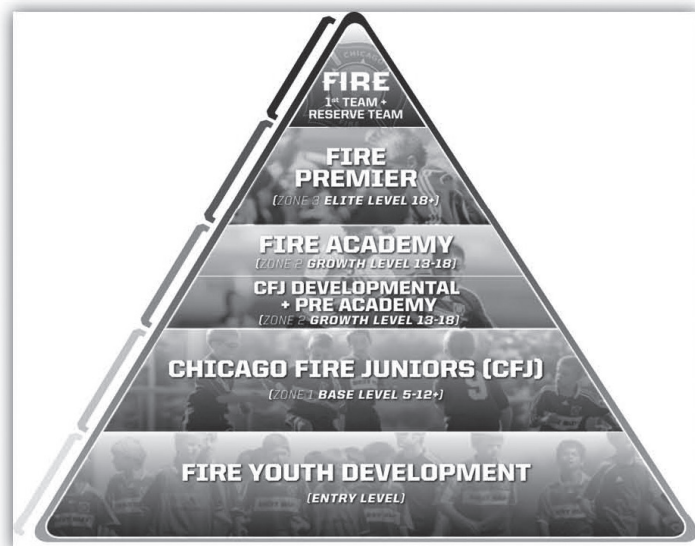 CHICAGO
FIRE
1st TEAM +
RESERVE TEAM
FIRE
PREMIER
(ZONE 3 ELITE LEVEL 18+)
FIRE ACADEMY
(ZONE 2 GROWTH LEVEL 13-18)
CFJ DEVELOPMENTAL
+ PRE ACADEMY
(ZONE 2 GROWTH LEVEL 13-18)
CHICAGO FIRE JUNIORS (CFJ)
(ZONE 1 BASE LEVEL 5-12+)
FIRE YOUTH DEVELOPMENT
(ENTRY LEVEL)